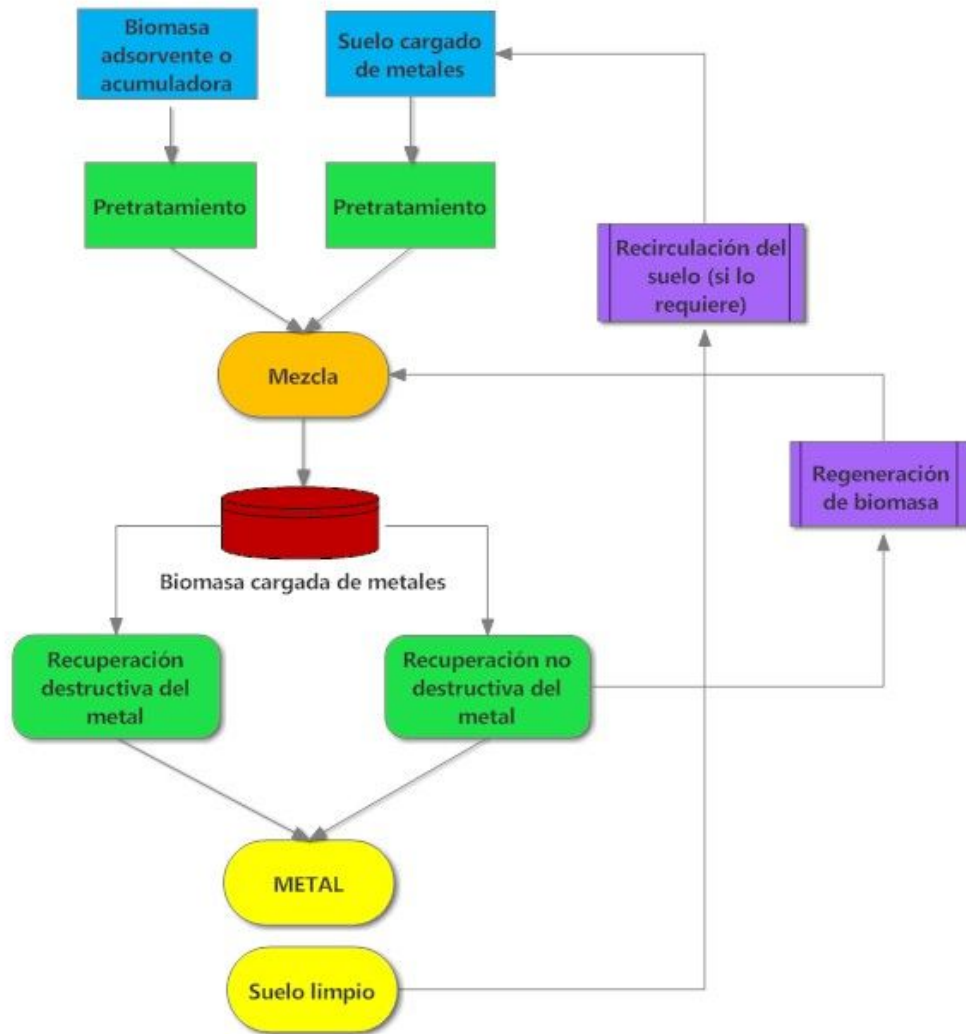 Biomasa
adsorvente o
acumuladora
Suelo cargado
de metales
Pretratamiento
Pretratamiento
Recirculación del
suelo (si lo
requiere)
Mezcla
Regeneración
de biomasa
Biomasa cargada de metales
Recuperación
destructiva del
metal
Recuperación no
destructiva del
metal
METAL
Suelo limpio